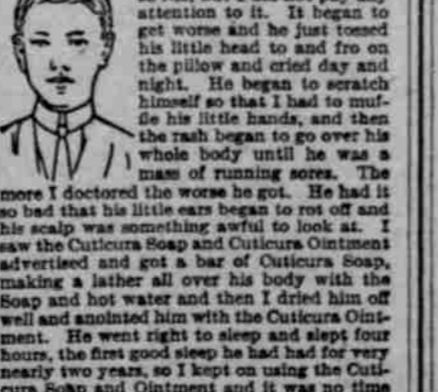 attention to it. It began to
get worse and he just tossed
his little head to and fro on
the pillow and cried day and
night. He began to scratch
himself so that I had to muf-
fle his little hands, and then
the rash began to go over his
whole body until he was a
mass of running sores. The
more I doctored the worse he got. He had it
so bad that his little ears began to rot off and
his scalp was something awful to look at. I
saw the Cuticura Soap and Cuticura Ointment
advertised and got a bar of Cuticura Soap,
making a lather all over his body with the
Soap and hot water and then I dried him off
well and anointed him with the Cuticura Oint-
ment. He went right to sleep and slept four
hours, the first good sleep he had had for very
nearly two years, so I kept on using the Cuti-
cura Soap and Ointment and it was no time